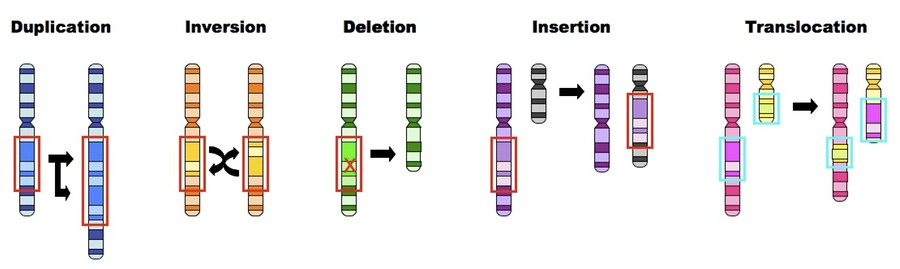 Duplication
Inversion
Deletion
Insertion
Translocation